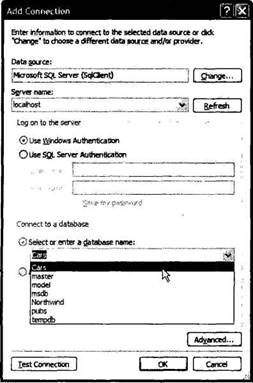 Add Connection
Enter information to connect to the selected data source or click
"Change" to choose a different data source and/or provider.
Data source:
Microsoft SQL Server (SqlClient)
Change...
Server name:
localhost
Refresh
Log on to the server
Use Windows Authentication
Use SQL Server Authentication
Save my password
Connect to a database
Select or enter a database name:
Cars
Cars
master
model
msdb
Northwind
pubs
tempdb
Advanced...
Test Connection
OK
Cancel